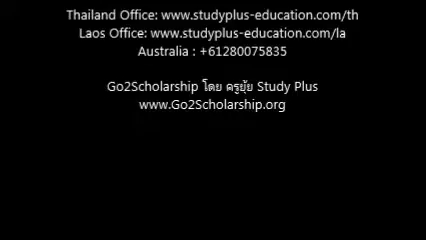 Thailand Office: www.studyplus-education.com/th
Laos Office: www.studyplus-education.com/la
Australia : +61280075835
Go2Scholarship โดย ครูยุ้ย Study Plus
www.Go2Scholarship.org